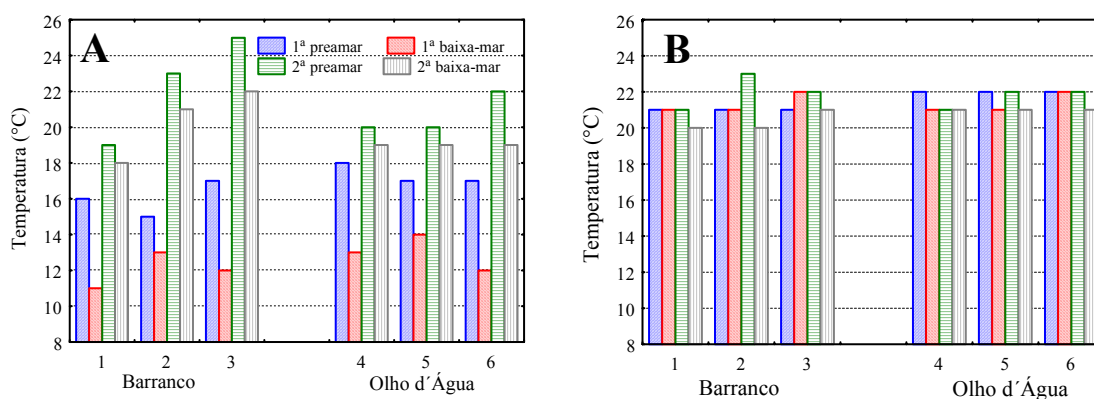 A
1ª preamar 1ª baixa-mar
2ª preamar 2ª baixa-mar
Temperatura (°C)
26
24
22
20
18
16
14
12
10
8
1 2 3 4 5 6
Barranco Olho d´Água
B
Temperatura (°C)
26
24
22
20
18
16
14
12
10
8
1 2 3 4 5 6
Barranco Olho d´Água